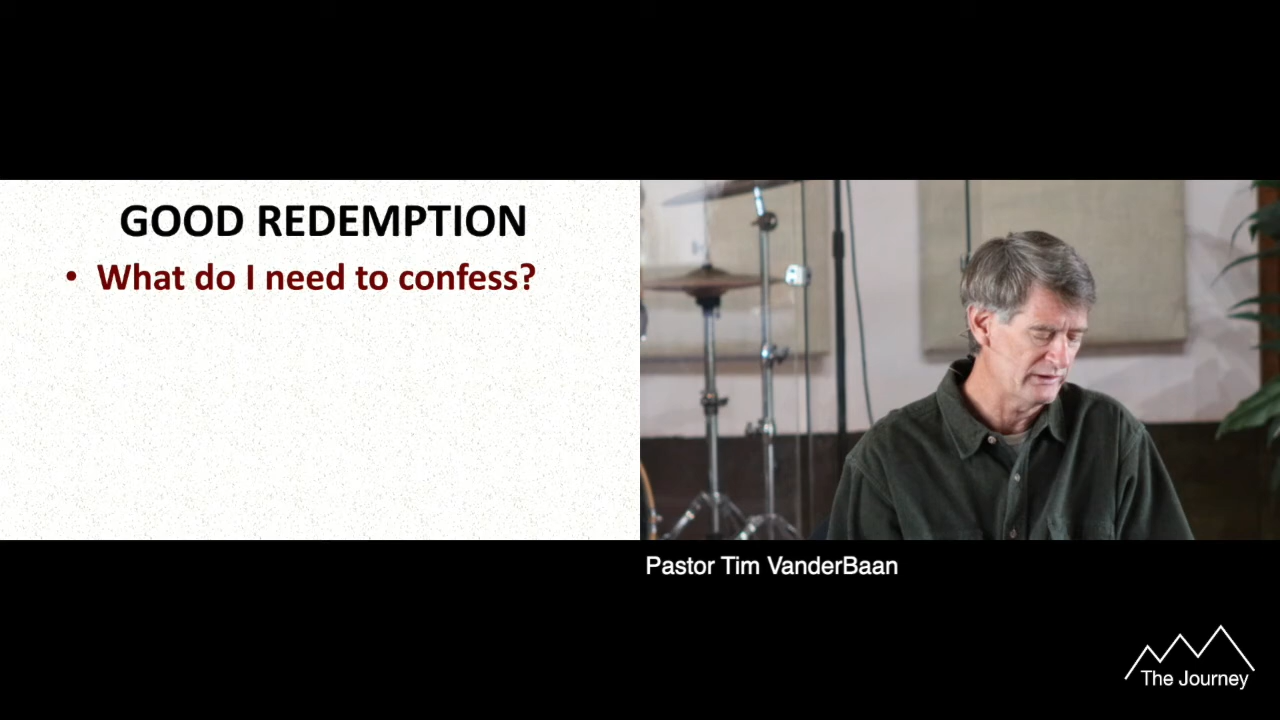 GOOD REDEMPTION
• What do I need to confess?
Pastor Tim VanderBaan
The Journey